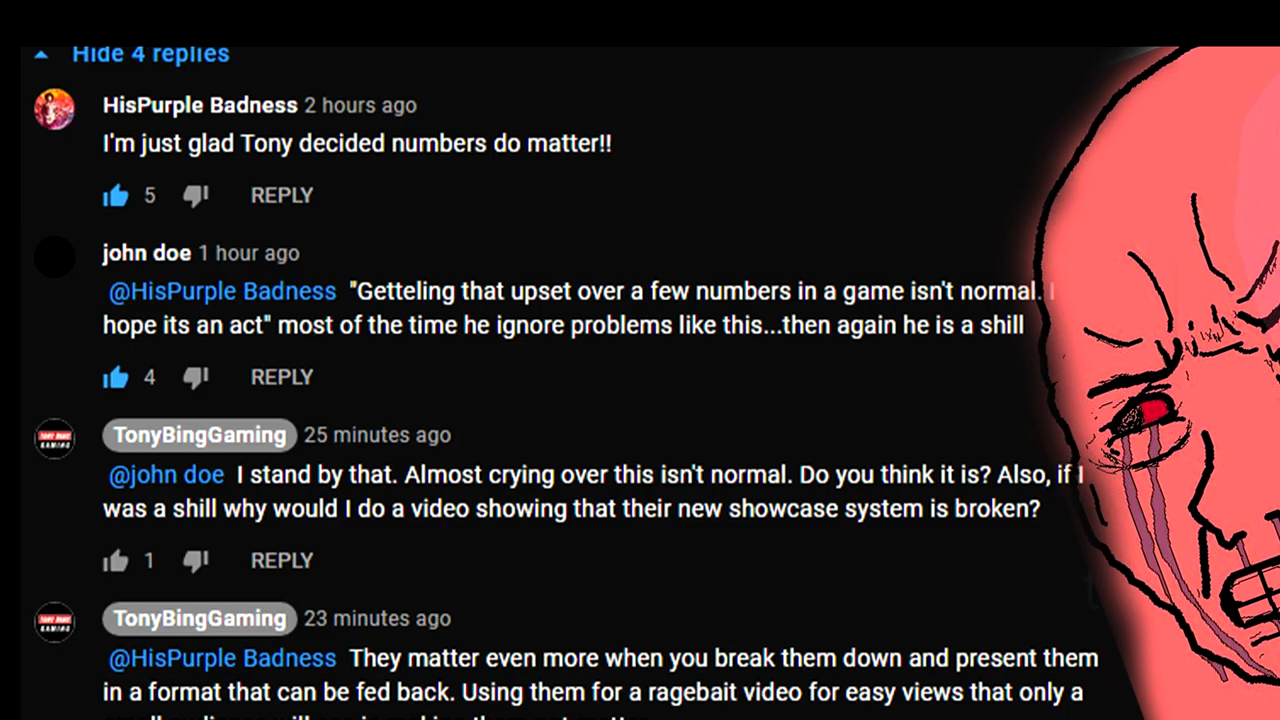 Hide 4 replies
HisPurple Badness 2 hours ago
I'm just glad Tony decided numbers do matter!!
5 REPLY
john doe 1 hour ago
@HisPurple Badness "Getteling that upset over a few numbers in a game isn't normal. I
hope its an act" most of the time he ignore problems like this...then again he is a shill
4 REPLY
TonyBingGaming 25 minutes ago
@john doe I stand by that. Almost crying over this isn't normal. Do you think it is? Also, if I
was a shill why would I do a video showing that their new showcase system is broken?
1 REPLY
TonyBingGaming 23 minutes ago
@HisPurple Badness They matter even more when you break them down and present them
in a format that can be fed back. Using them for a ragebait video for easy views that only a